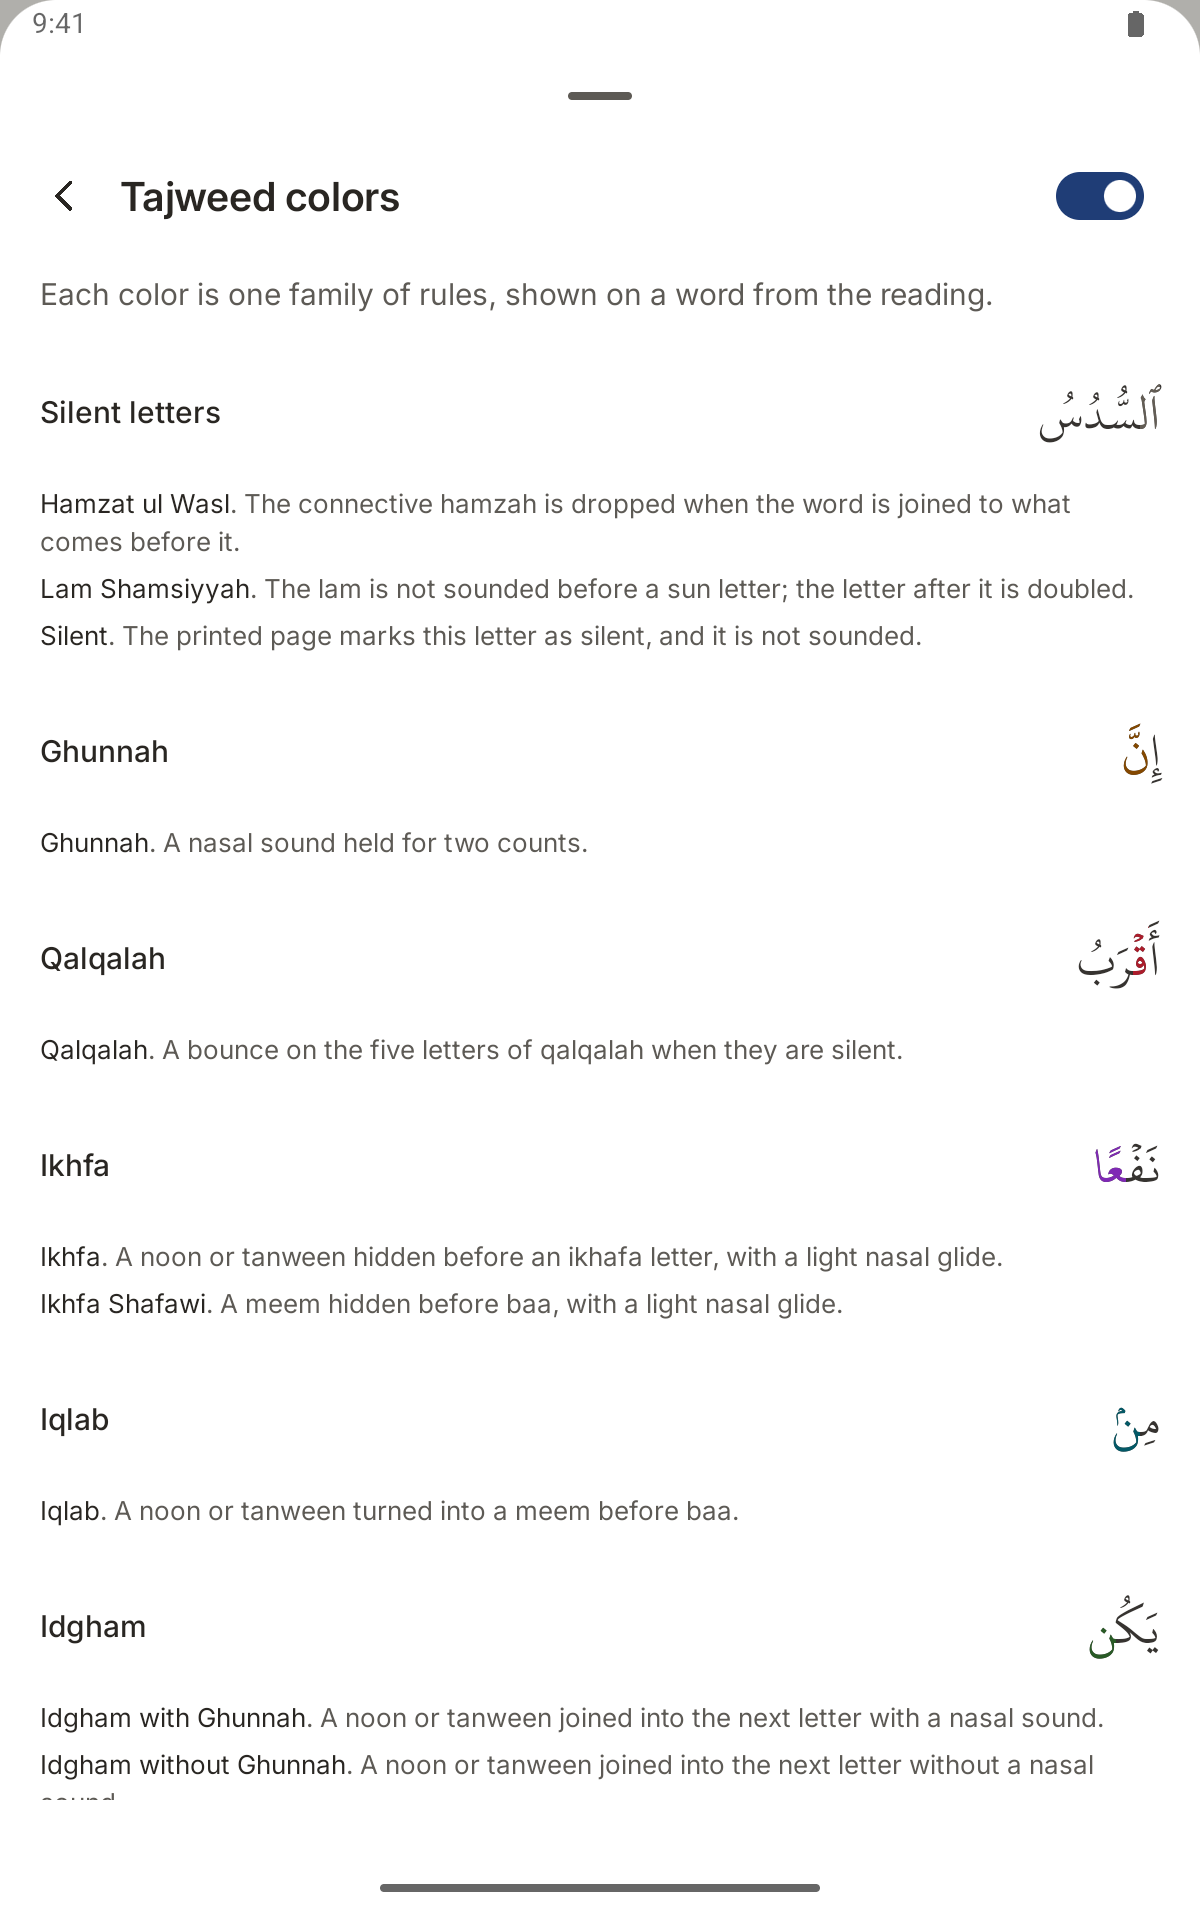 9:41
Tajweed colors
Each color is one family of rules, shown on a word from the reading.
Silent letters
ٱلسُّدُسُ
Hamzat ul Wasl. The connective hamzah is dropped when the word is joined to what
comes before it.
Lam Shamsiyyah. The lam is not sounded before a sun letter; the letter after it is doubled.
Silent. The printed page marks this letter as silent, and it is not sounded.
Ghunnah
إِنَّ
Ghunnah. A nasal sound held for two counts.
Qalqalah
أَقۡرَبُ
Qalqalah. A bounce on the five letters of qalqalah when they are silent.
Ikhfa
نَفۡعًا
Ikhfa. A noon or tanween hidden before an ikhafa letter, with a light nasal glide.
Ikhfa Shafawi. A meem hidden before baa, with a light nasal glide.
Iqlab
مِنۢ
Iqlab. A noon or tanween turned into a meem before baa.
Idgham
يَكُن
Idgham with Ghunnah. A noon or tanween joined into the next letter with a nasal sound.
Idgham without Ghunnah. A noon or tanween joined into the next letter without a nasal